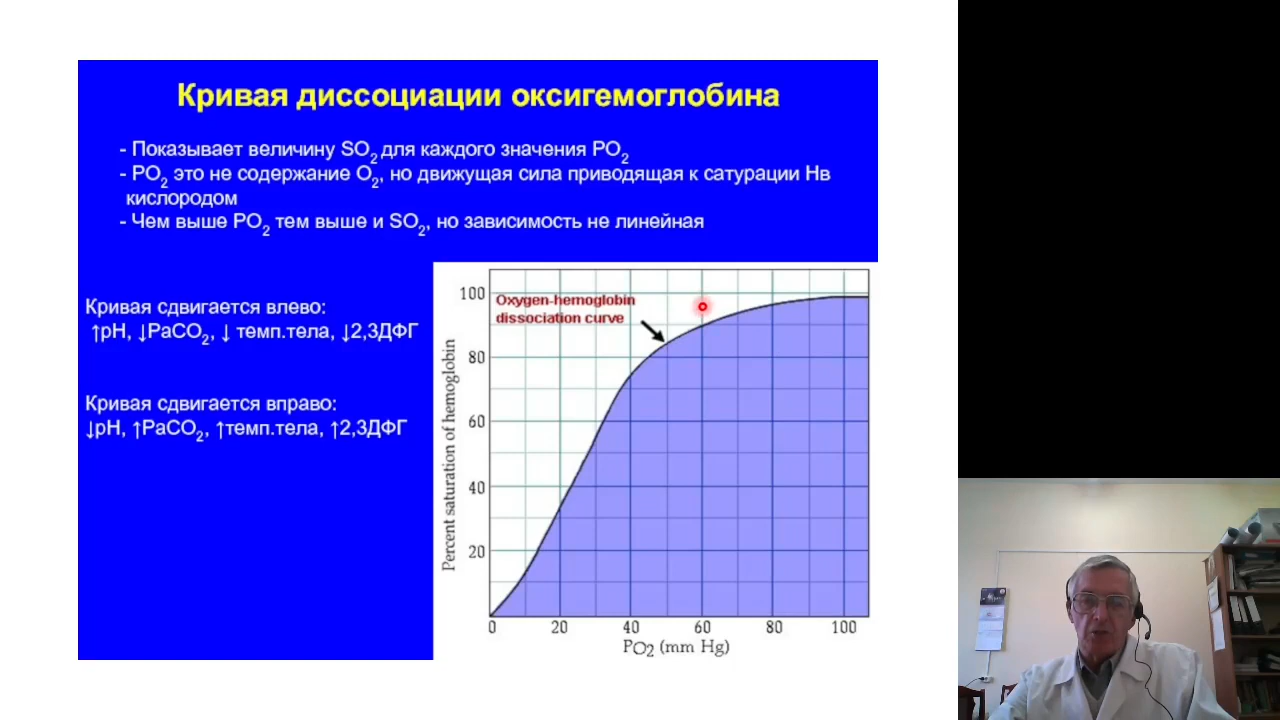 Кривая диссоциации оксигемоглобина
- Показывает величину SO2 для каждого значения PO2
- PO2 это не содержание O2, но движущая сила приводящая к сатурации Нв
кислородом
- Чем выше PO2 тем выше и SO2, но зависимость не линейная
Кривая сдвигается влево:
↑pH, ↓PaCO2, ↓ темп.тела, ↓2,3ДФГ
Кривая сдвигается вправо:
↓pH, ↑PaCO2, ↑темп.тела, ↑2,3ДФГ
Oxygen-hemoglobin
dissociation curve
Percent saturation of hemoglobin
100
80
60
40
20
0 20 40 60 80 100
PO2 (mm Hg)